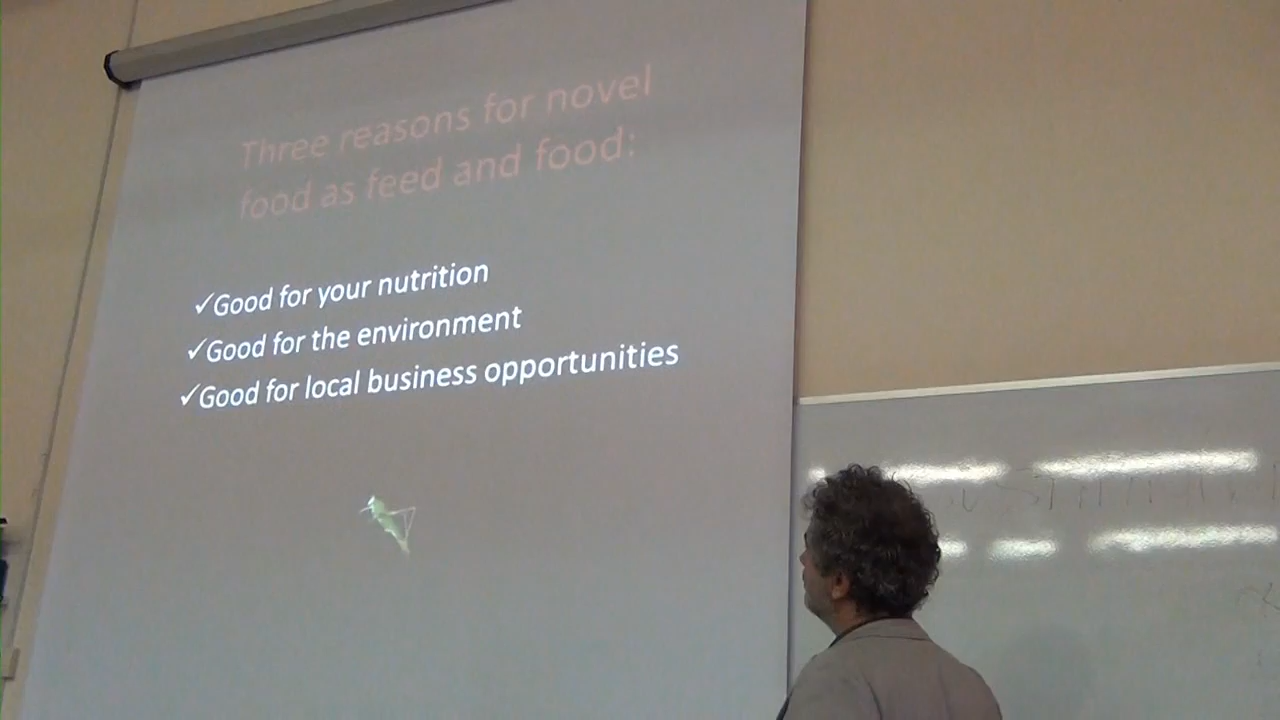 Three reasons for novel
food as feed and food:
✓Good for your nutrition
✓Good for the environment
✓Good for local business opportunities